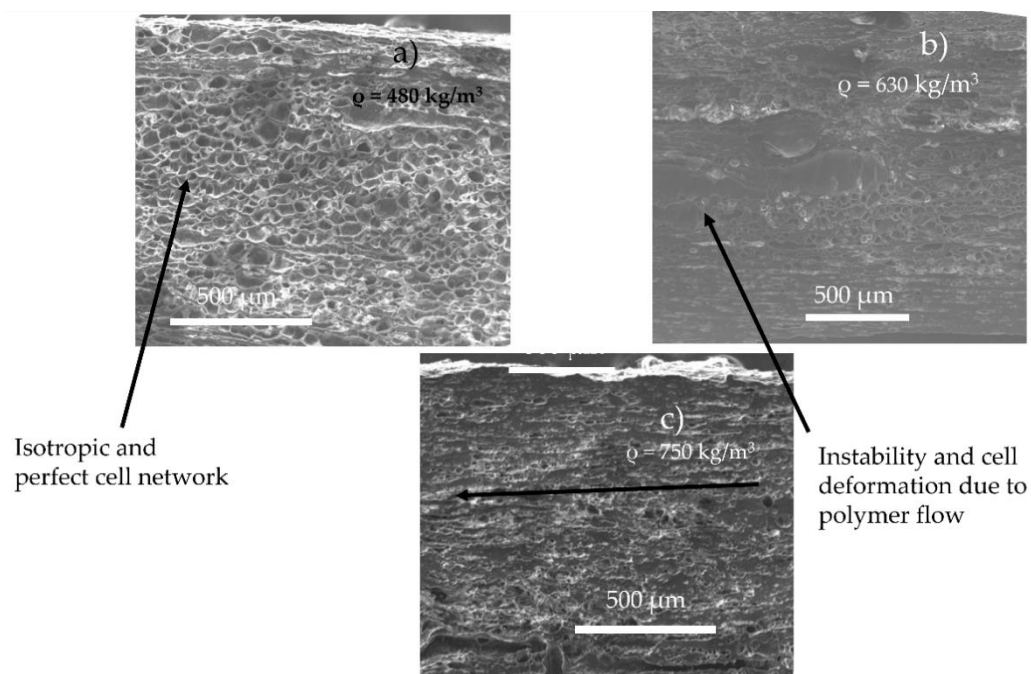 a)
ϱ = 480 kg/m³
500 µm
b)
ϱ = 630 kg/m³
500 µm
c)
ϱ = 750 kg/m³
500 µm
Isotropic and
perfect cell network
Instability and cell
deformation due to
polymer flow